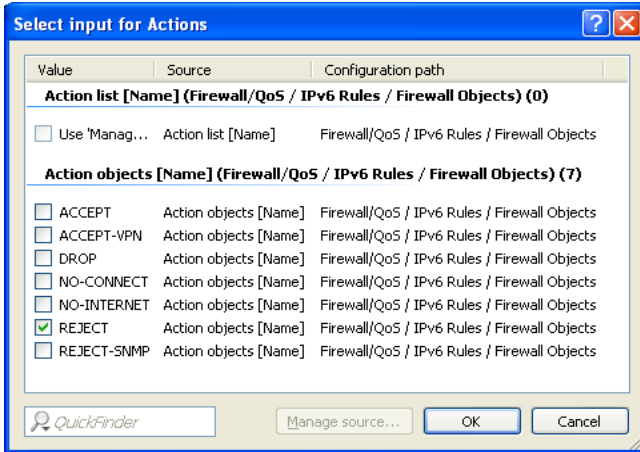 Select input for Actions
Value Source Configuration path
Action list [Name] (Firewall/QoS / IPv6 Rules / Firewall Objects) (0)
Use 'Manag... Action list [Name] Firewall/QoS / IPv6 Rules / Firewall Objects
Action objects [Name] (Firewall/QoS / IPv6 Rules / Firewall Objects) (7)
ACCEPT Action objects [Name] Firewall/QoS / IPv6 Rules / Firewall Objects
ACCEPT-VPN Action objects [Name] Firewall/QoS / IPv6 Rules / Firewall Objects
DROP Action objects [Name] Firewall/QoS / IPv6 Rules / Firewall Objects
NO-CONNECT Action objects [Name] Firewall/QoS / IPv6 Rules / Firewall Objects
NO-INTERNET Action objects [Name] Firewall/QoS / IPv6 Rules / Firewall Objects
REJECT Action objects [Name] Firewall/QoS / IPv6 Rules / Firewall Objects
REJECT-SNMP Action objects [Name] Firewall/QoS / IPv6 Rules / Firewall Objects
QuickFinder Manage source... OK Cancel